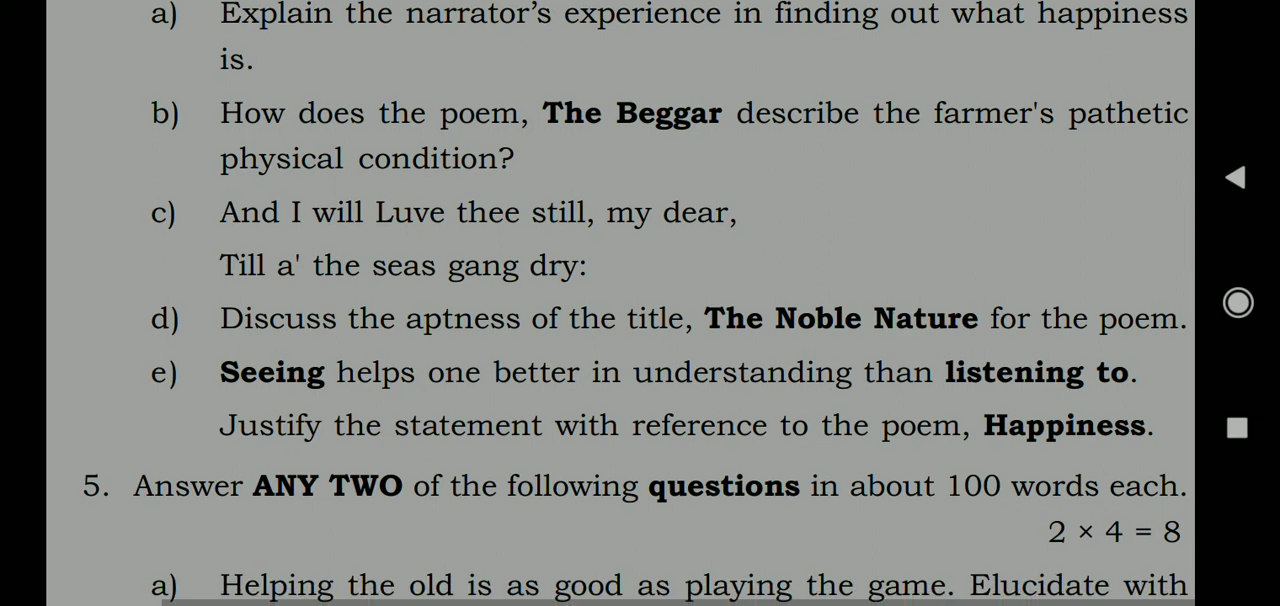 a) Explain the narrator’s experience in finding out what happiness
is.
b) How does the poem, The Beggar describe the farmer's pathetic
physical condition?
c) And I will Luve thee still, my dear,
Till a' the seas gang dry:
d) Discuss the aptness of the title, The Noble Nature for the poem.
e) Seeing helps one better in understanding than listening to.
Justify the statement with reference to the poem, Happiness.
5. Answer ANY TWO of the following questions in about 100 words each.
2 × 4 = 8
a) Helping the old is as good as playing the game. Elucidate with